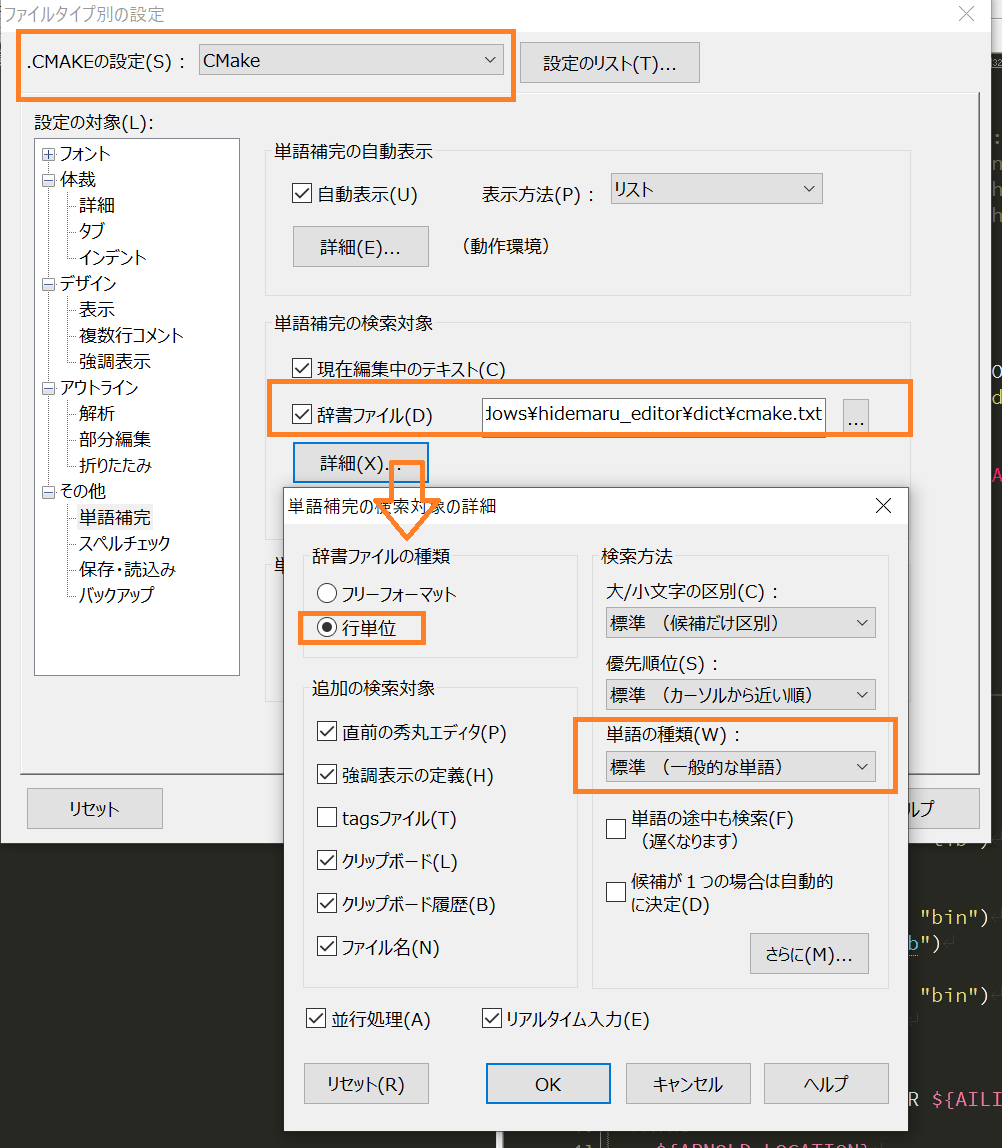 ファイルタイプ別の設定
.CMAKEの設定(S)： CMake 設定のリスト(T)...
設定の対象(L):
フォント
体裁
詳細
タブ
インデント
デザイン
表示
複数行コメント
強調表示
アウトライン
解析
部分編集
折りたたみ
その他
単語補完
スペルチェック
保存・読込み
バックアップ
単語補完の自動表示
自動表示(U) 表示方法(P)： リスト
詳細(E)... （動作環境）
単語補完の検索対象
現在編集中のテキスト(C)
辞書ファイル(D) dows¥hidemaru_editor¥dict¥cmake.txt ...
詳細(X)...
リセット
ルプ
単語補完の検索対象の詳細
辞書ファイルの種類
フリーフォーマット
行単位
追加の検索対象
直前の秀丸エディタ(P)
強調表示の定義(H)
tagsファイル(T)
クリップボード(L)
クリップボード履歴(B)
ファイル名(N)
検索方法
大/小文字の区別(C)：
標準 （候補だけ区別）
優先順位(S)：
標準 （カーソルから近い順）
単語の種類(W)：
標準 （一般的な単語）
単語の途中も検索(F)
（遅くなります）
候補が１つの場合は自動的
に決定(D)
さらに(M)...
並行処理(A) リアルタイム入力(E)
リセット(R) OK キャンセル ヘルプ
"bin")
b")
"bin")
R ${AILI
${ARNOLD_LOCATION}